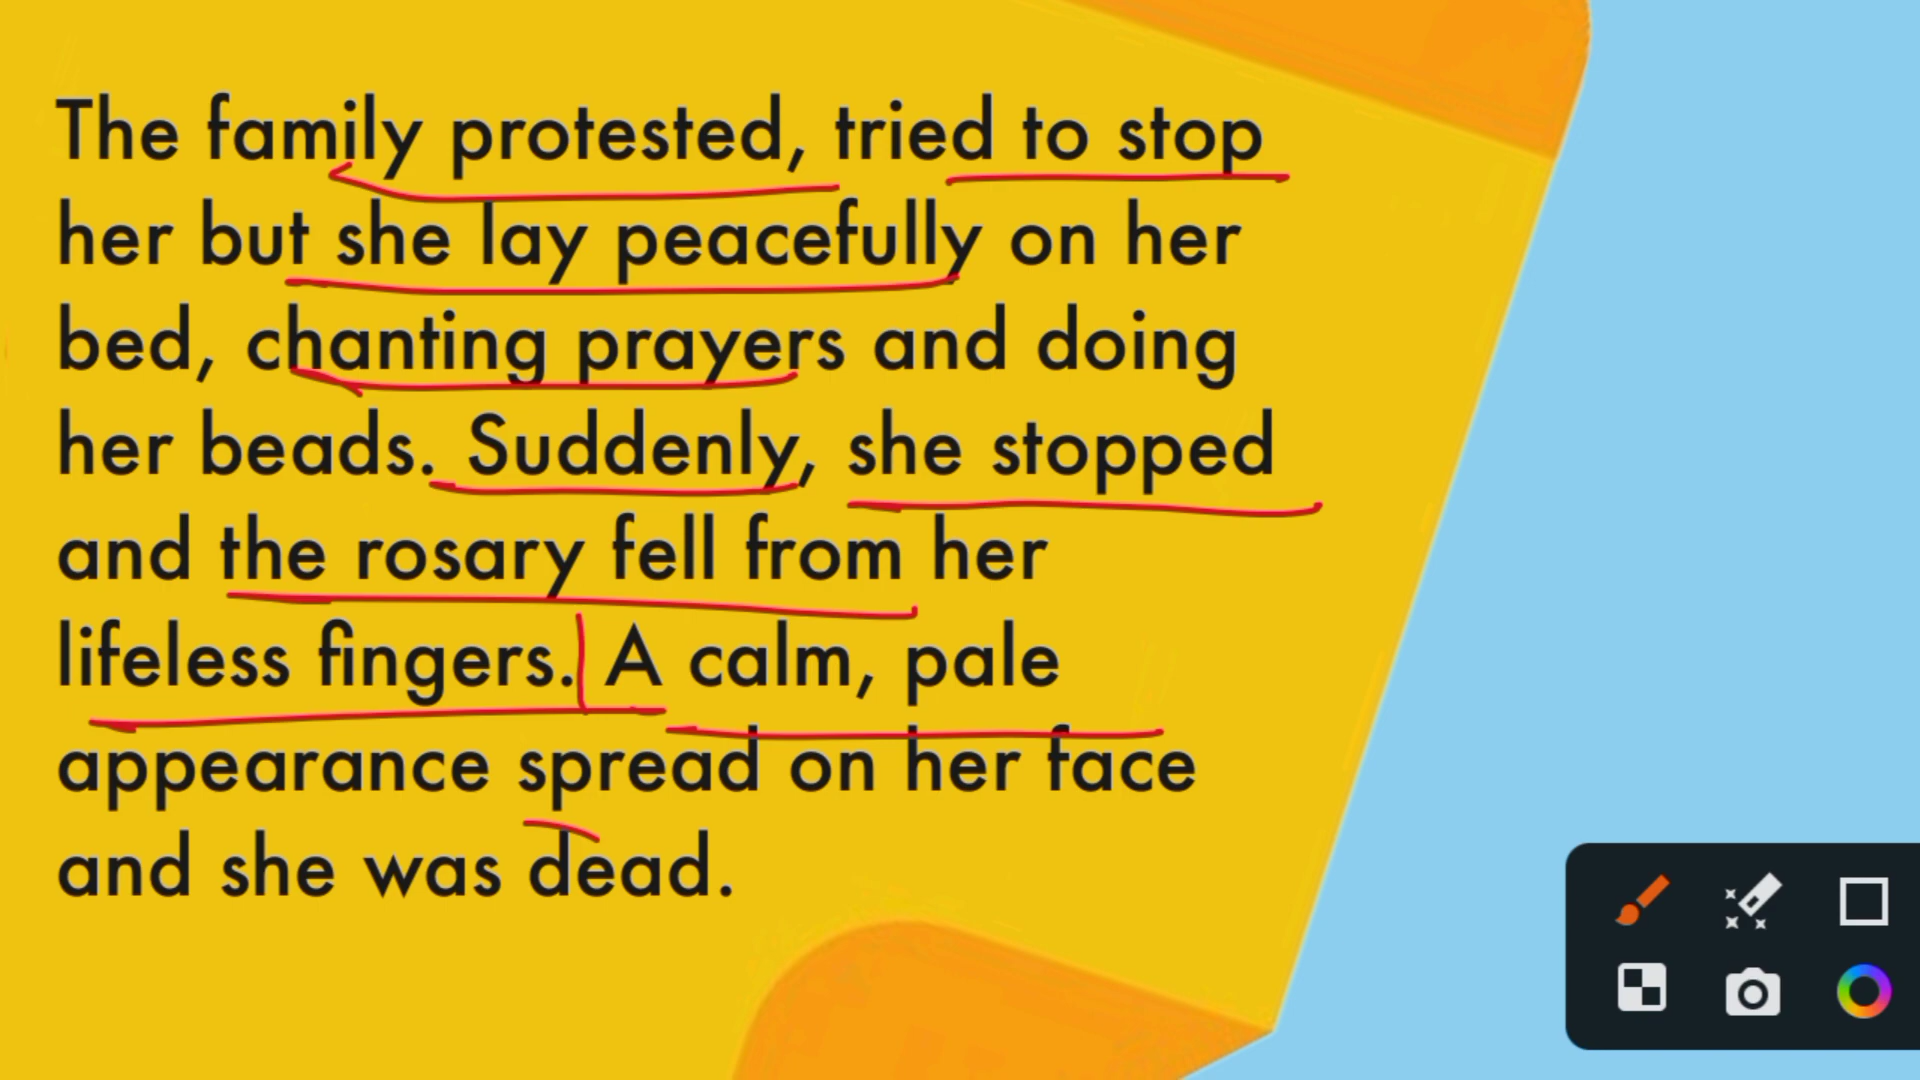 The family protested, tried to stop
her but she lay peacefully on her
bed, chanting prayers and doing
her beads. Suddenly, she stopped
and the rosary fell from her
lifeless fingers. A calm, pale
appearance spread on her face
and she was dead.